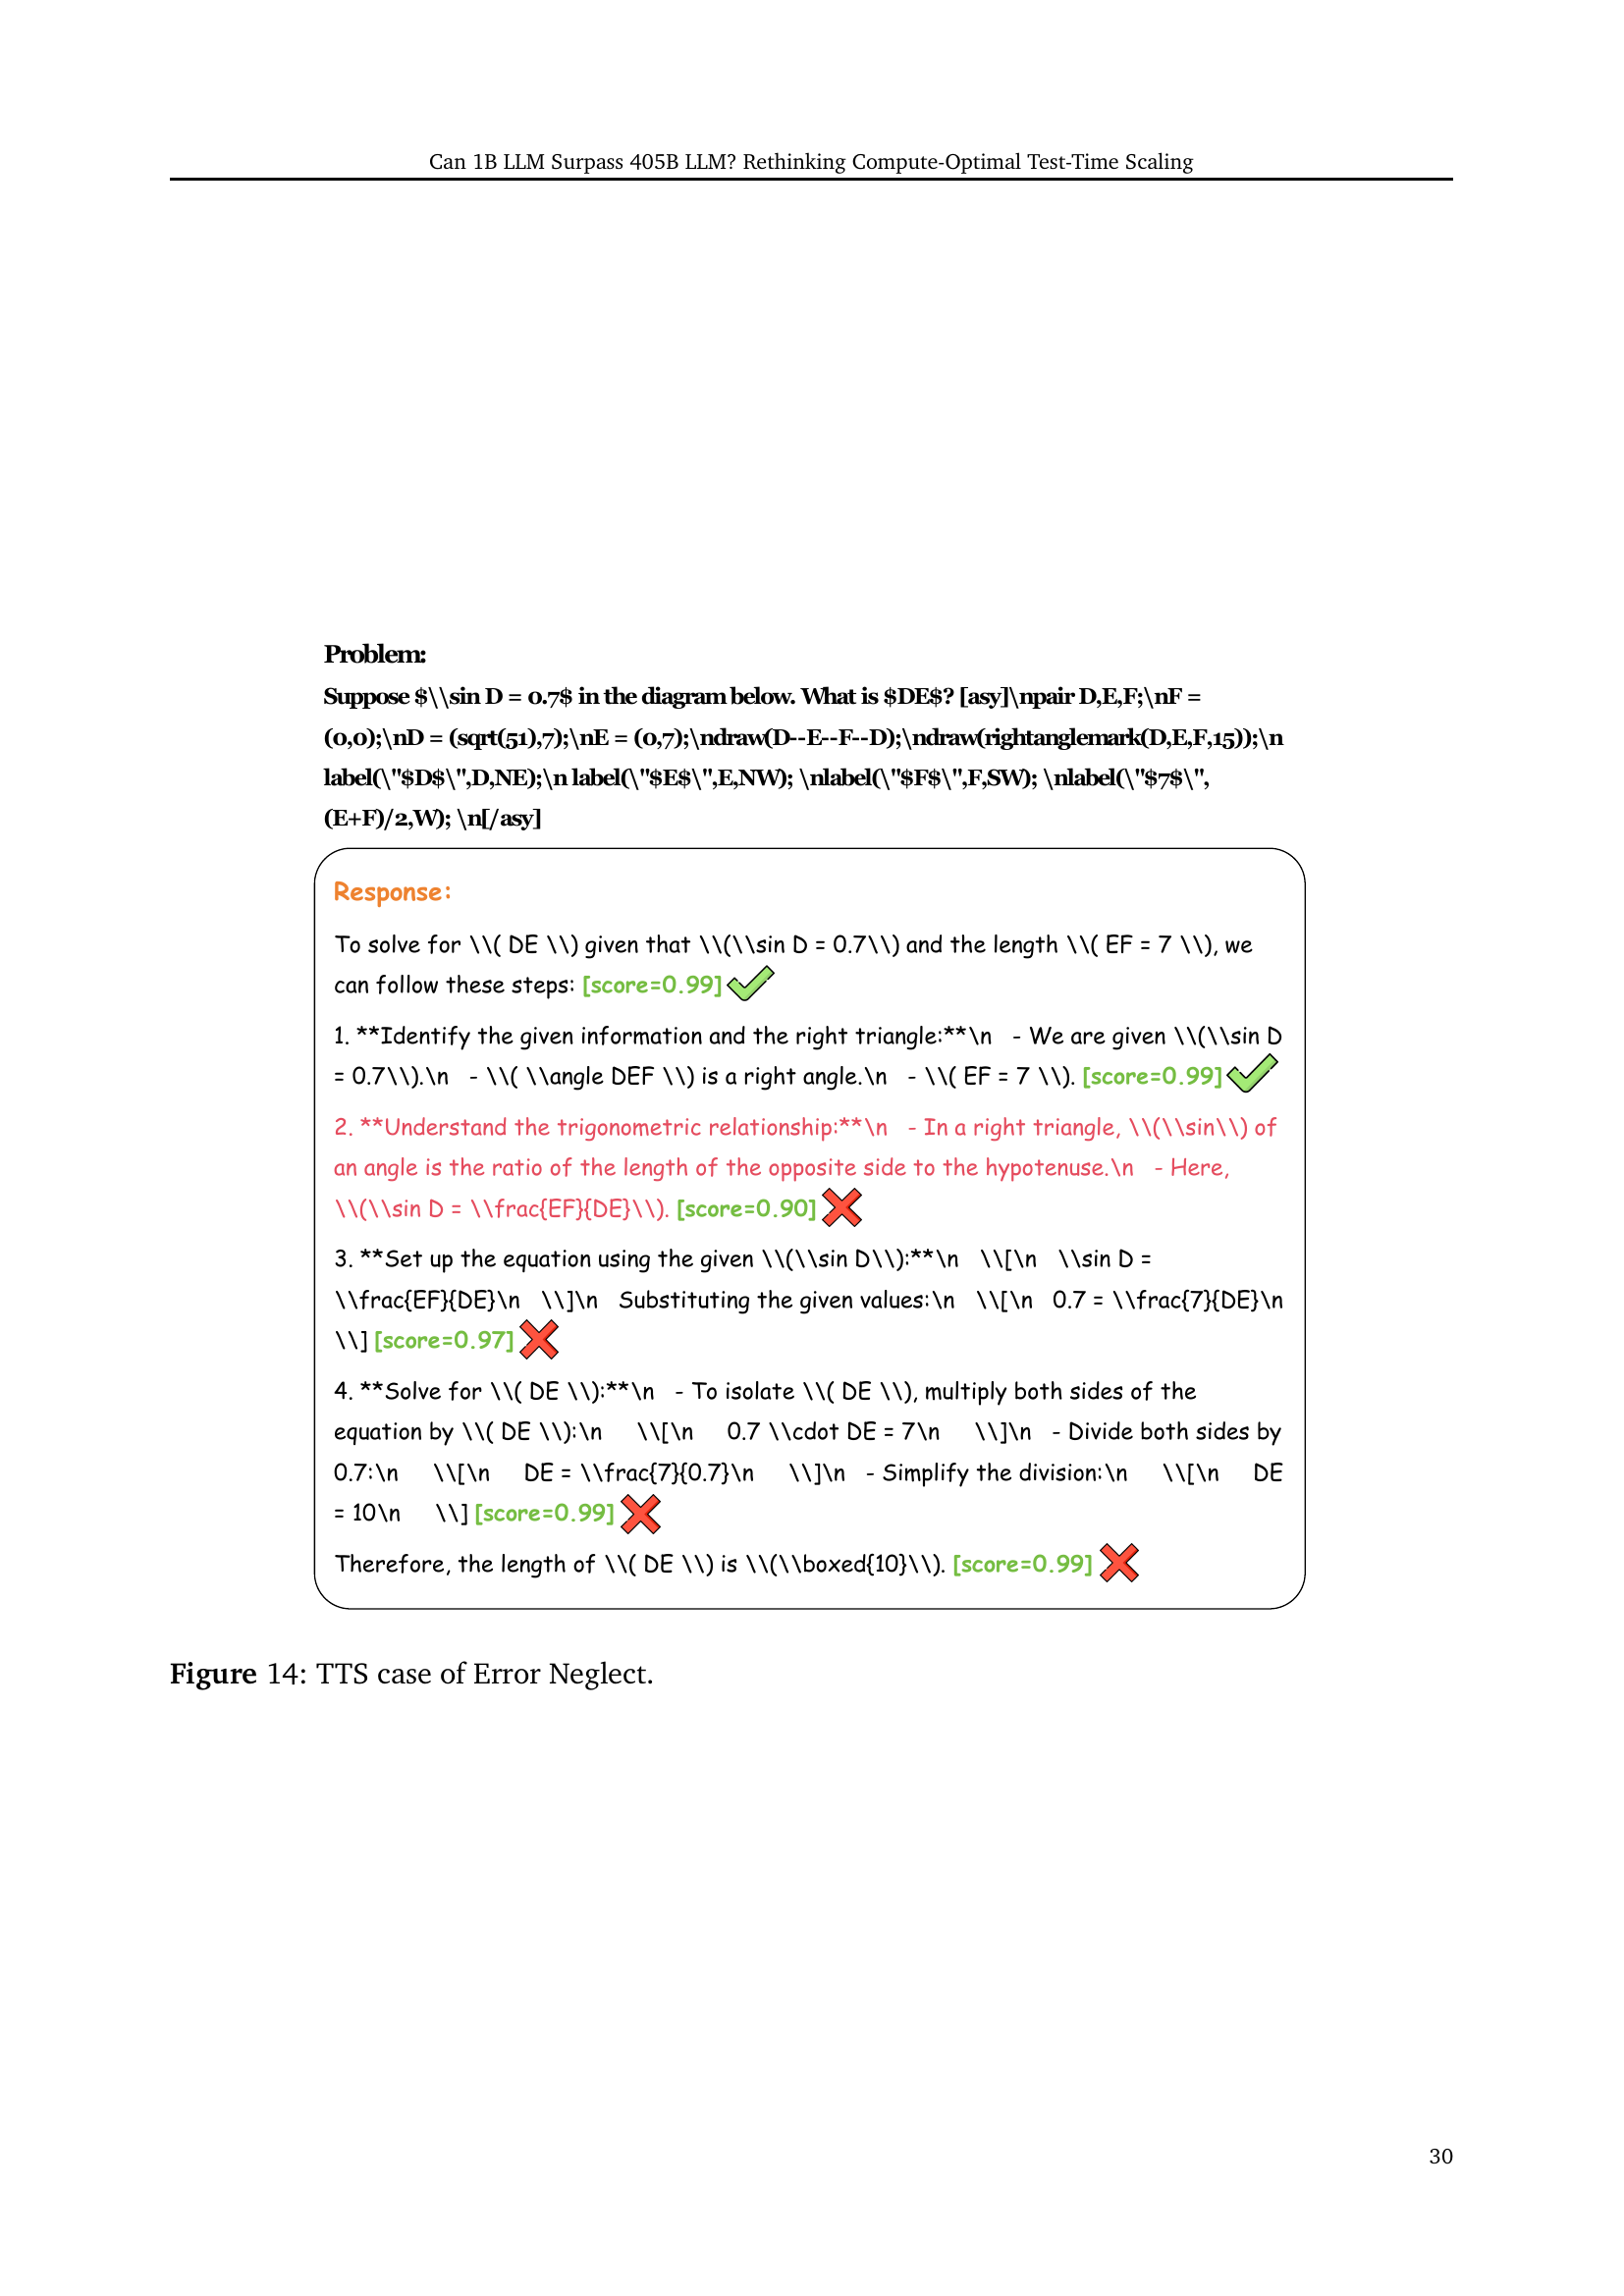 Can 1B LLM Surpass 405B LLM? Rethinking Compute-Optimal Test-Time Scaling
Problem:
Suppose $\\sin D = 0.7$ in the diagram below. What is $DE$? [asy]\npair D,E,F;\nF =
(0,0);\nD = (sqrt(51),7);\nE = (0,7);\ndraw(D--E--F--D);\ndraw(rightanglemark(D,E,F,15));\n
label(\"$D$\",D,NE);\n label(\"$E$\",E,NW); \nlabel(\"$F$\",F,SW); \nlabel(\"$7$\",
(E+F)/2,W); \n[/asy]
Response:
To solve for \\( DE \\) given that \\(\\sin D = 0.7\\) and the length \\( EF = 7 \\), we
can follow these steps: [score=0.99]
1. **Identify the given information and the right triangle:**\n   - We are given \\(\\sin D
= 0.7\\).\n   - \\( \\angle DEF \\) is a right angle.\n   - \\( EF = 7 \\). [score=0.99]
2. **Understand the trigonometric relationship:**\n   - In a right triangle, \\(\\sin\\) of
an angle is the ratio of the length of the opposite side to the hypotenuse.\n   - Here,
\\(\\sin D = \\frac{EF}{DE}\\). [score=0.90]
3. **Set up the equation using the given \\(\\sin D\\):**\n   \\[\n   \\sin D =
\\frac{EF}{DE}\n   \\]\n   Substituting the given values:\n   \\[\n   0.7 = \\frac{7}{DE}\n
\\] [score=0.97]
4. **Solve for \\( DE \\):**\n   - To isolate \\( DE \\), multiply both sides of the
equation by \\( DE \\):\n     \\[\n     0.7 \\cdot DE = 7\n     \\]\n   - Divide both sides by
0.7:\n     \\[\n     DE = \\frac{7}{0.7}\n     \\]\n   - Simplify the division:\n     \\[\n     DE
= 10\n     \\] [score=0.99]
Therefore, the length of \\( DE \\) is \\(\\boxed{10}\\). [score=0.99]
Figure 14: TTS case of Error Neglect.
30